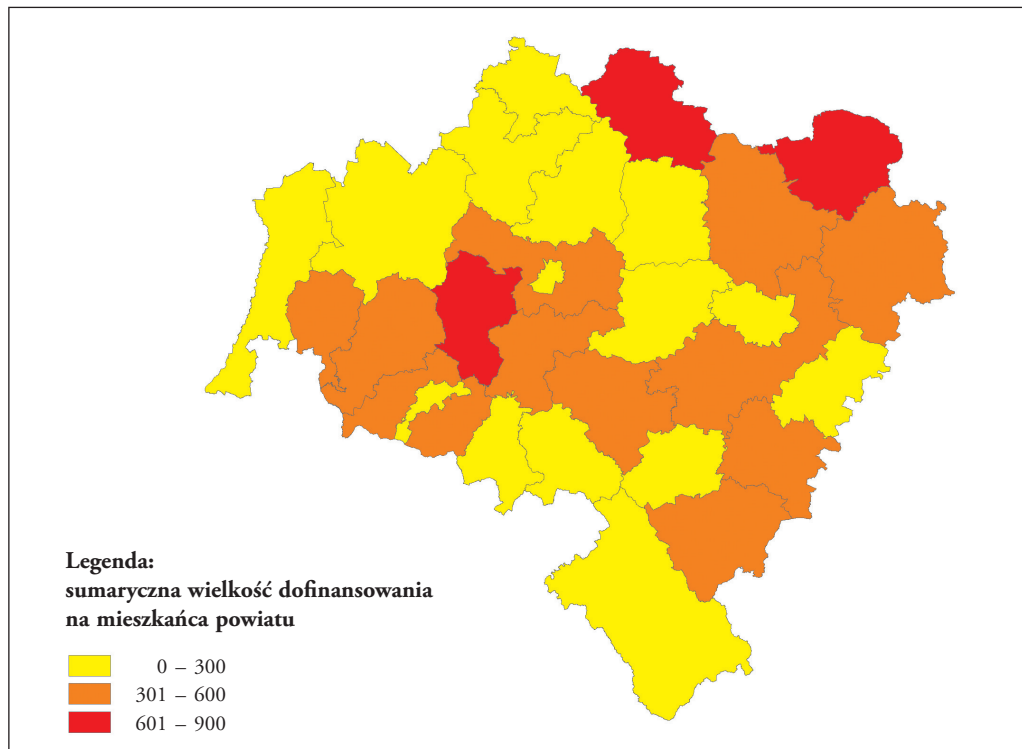 Legenda:
sumaryczna wielkość dofinansowania
na mieszkańca powiatu
0 – 300
301 – 600
601 – 900